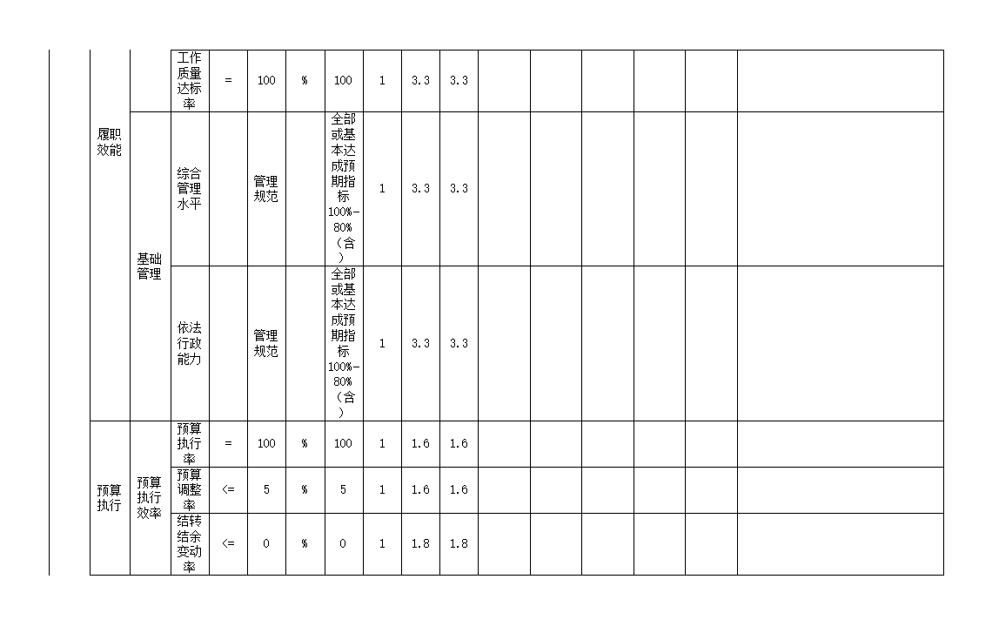 履职
效能
工作
质量
达标
率
=
100
%
100
1
3.3
3.3
基础
管理
综合
管理
水平
管理
规范
全部
或基
本达
成预
期指
标
100%-
80%
（含
）
1
3.3
3.3
依法
行政
能力
管理
规范
全部
或基
本达
成预
期指
标
100%-
80%
（含
）
1
3.3
3.3
预算
执行
预算
执行
效率
预算
执行
率
=
100
%
100
1
1.6
1.6
预算
调整
率
<=
5
%
5
1
1.6
1.6
结转
结余
变动
率
<=
0
%
0
1
1.8
1.8